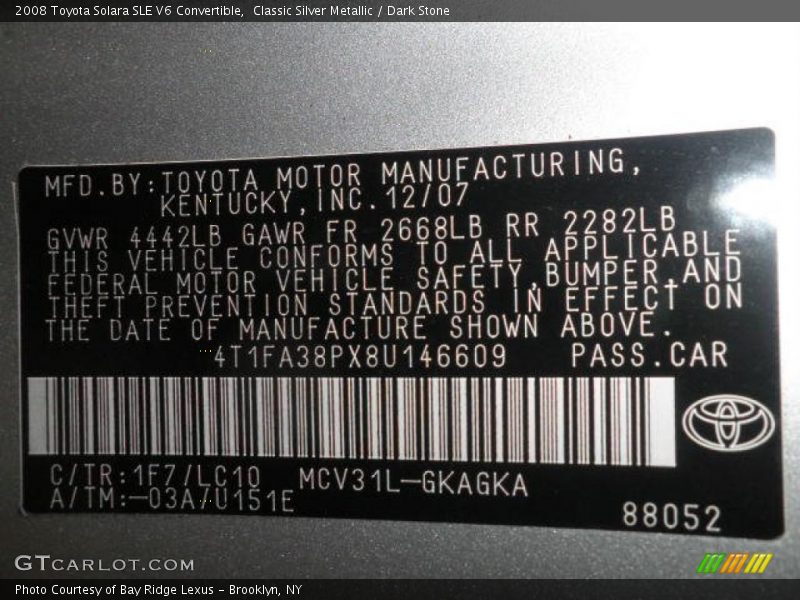 2008 Toyota Solara SLE V6 Convertible,  Classic Silver Metallic / Dark Stone
MFD.BY:TOYOTA MOTOR MANUFACTURING,
KENTUCKY,INC.12/07
GVWR 4442LB GAWR FR 2668LB RR 2282LB
THIS VEHICLE CONFORMS TO ALL APPLICABLE
FEDERAL MOTOR VEHICLE SAFETY,BUMPER,AND
THEFT PREVENTION STANDARDS IN EFFECT ON
THE DATE OF MANUFACTURE SHOWN ABOVE.
4T1FA38PX8U146609 PASS.CAR
C/TR:1F7/LC10 MCV31L-GKAGKA
A/TM:-03A/U151E
88052
GTCARLOT.COM
Photo Courtesy of Bay Ridge Lexus – Brooklyn, NY